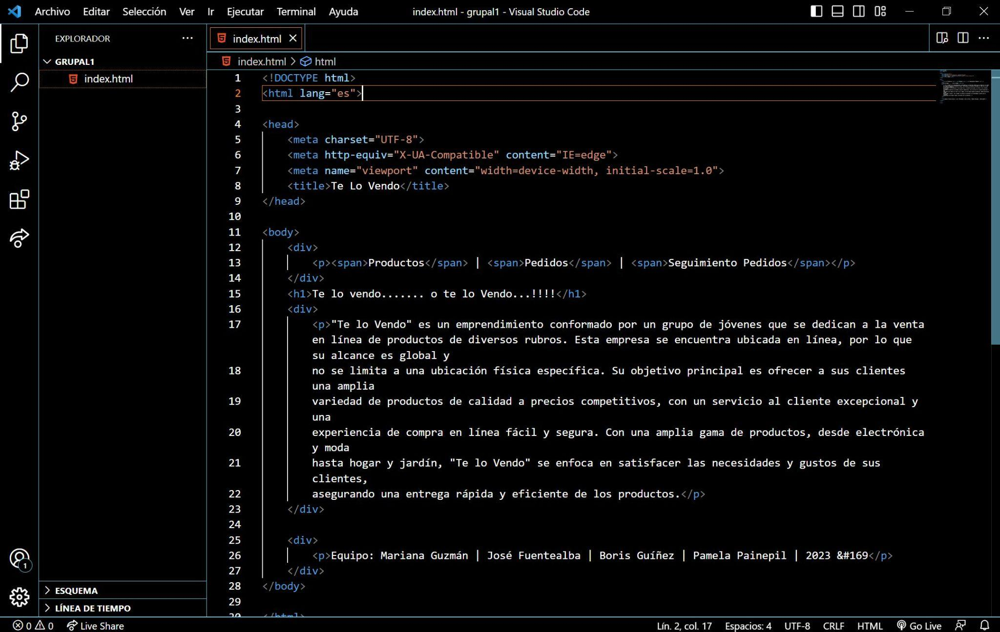 Archivo Editar Selección Ver Ir Ejecutar Terminal Ayuda index.html - grupal1 - Visual Studio Code
EXPLORADOR
GRUPAL1
index.html
index.html
index.html > html
1 <!DOCTYPE html>
2 <html lang="es">
3
4 <head>
5 <meta charset="UTF-8">
6 <meta http-equiv="X-UA-Compatible" content="IE=edge">
7 <meta name="viewport" content="width=device-width, initial-scale=1.0">
8 <title>Te Lo Vendo</title>
9 </head>
10
11 <body>
12 <div>
13 <p><span>Productos</span> | <span>Pedidos</span> | <span>Seguimiento Pedidos</span></p>
14 </div>
15 <h1>Te lo vendo....... o te lo Vendo...!!!!</h1>
16 <div>
17 <p>"Te lo Vendo" es un emprendimiento conformado por un grupo de jóvenes que se dedican a la venta
en línea de productos de diversos rubros. Esta empresa se encuentra ubicada en línea, por lo que
su alcance es global y
18 no se limita a una ubicación física específica. Su objetivo principal es ofrecer a sus clientes
una amplia
19 variedad de productos de calidad a precios competitivos, con un servicio al cliente excepcional y
una
20 experiencia de compra en línea fácil y segura. Con una amplia gama de productos, desde electrónica
y moda
21 hasta hogar y jardín, "Te lo Vendo" se enfoca en satisfacer las necesidades y gustos de sus
clientes,
22 asegurando una entrega rápida y eficiente de los productos.</p>
23 </div>
24
25 <div>
26 <p>Equipo: Mariana Guzmán | José Fuentealba | Boris Guíñez | Pamela Painepil | 2023 &#169</p>
27 </div>
28 </body>
29
30 </html>
1
ESQUEMA
LÍNEA DE TIEMPO
0 0 Live Share Lín. 2, col. 17 Espacios: 4 UTF-8 CRLF HTML Go Live